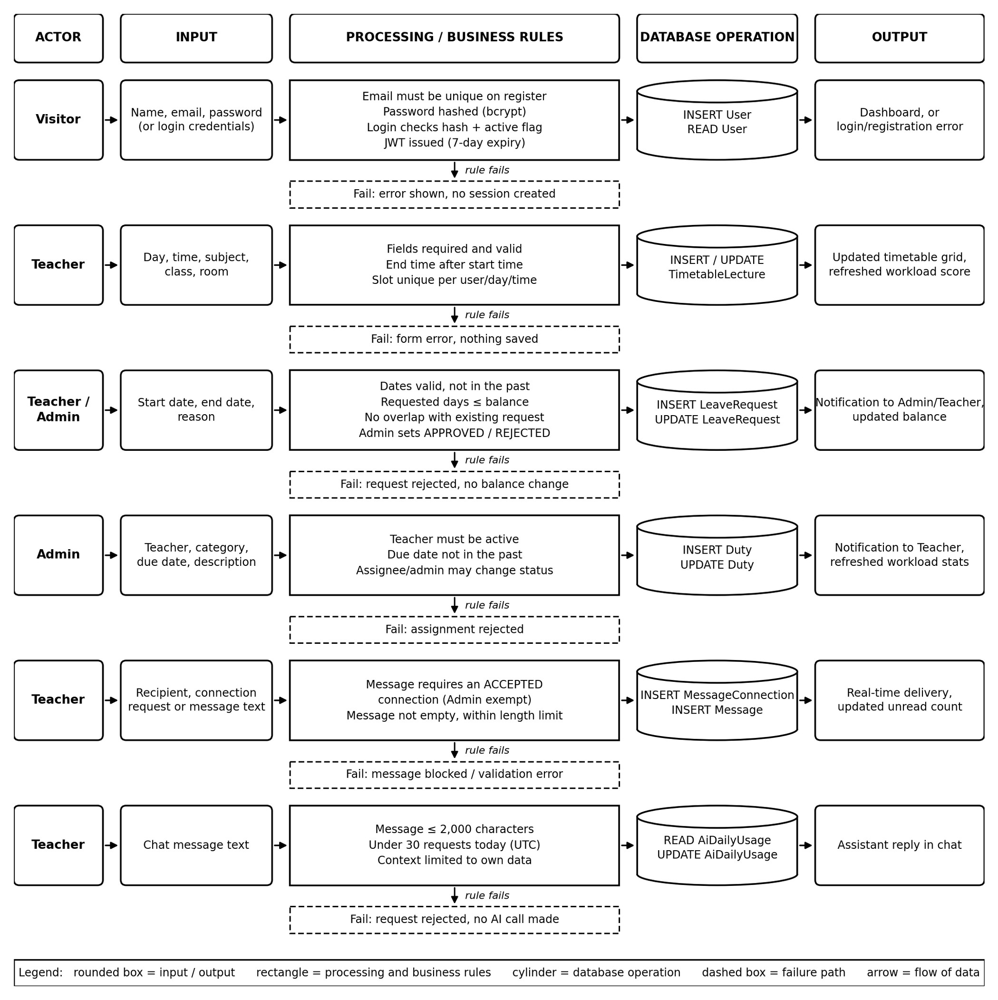 ACTOR
INPUT
PROCESSING / BUSINESS RULES
DATABASE OPERATION
OUTPUT
Visitor
Name, email, password
(or login credentials)
Email must be unique on register
Password hashed (bcrypt)
Login checks hash + active flag
JWT issued (7-day expiry)
INSERT User
READ User
Dashboard, or
login/registration error
rule fails
Fail: error shown, no session created
Teacher
Day, time, subject,
class, room
Fields required and valid
End time after start time
Slot unique per user/day/time
INSERT / UPDATE
TimetableLecture
Updated timetable grid,
refreshed workload score
rule fails
Fail: form error, nothing saved
Teacher /
Admin
Start date, end date,
reason
Dates valid, not in the past
Requested days ≤ balance
No overlap with existing request
Admin sets APPROVED / REJECTED
INSERT LeaveRequest
UPDATE LeaveRequest
Notification to Admin/Teacher,
updated balance
rule fails
Fail: request rejected, no balance change
Admin
Teacher, category,
due date, description
Teacher must be active
Due date not in the past
Assignee/admin may change status
INSERT Duty
UPDATE Duty
Notification to Teacher,
refreshed workload stats
rule fails
Fail: assignment rejected
Teacher
Recipient, connection
request or message text
Message requires an ACCEPTED
connection (Admin exempt)
Message not empty, within length limit
INSERT MessageConnection
INSERT Message
Real-time delivery,
updated unread count
rule fails
Fail: message blocked / validation error
Teacher
Chat message text
Message ≤ 2,000 characters
Under 30 requests today (UTC)
Context limited to own data
READ AiDailyUsage
UPDATE AiDailyUsage
Assistant reply in chat
rule fails
Fail: request rejected, no AI call made
Legend: rounded box = input / output rectangle = processing and business rules cylinder = database operation dashed box = failure path arrow = flow of data